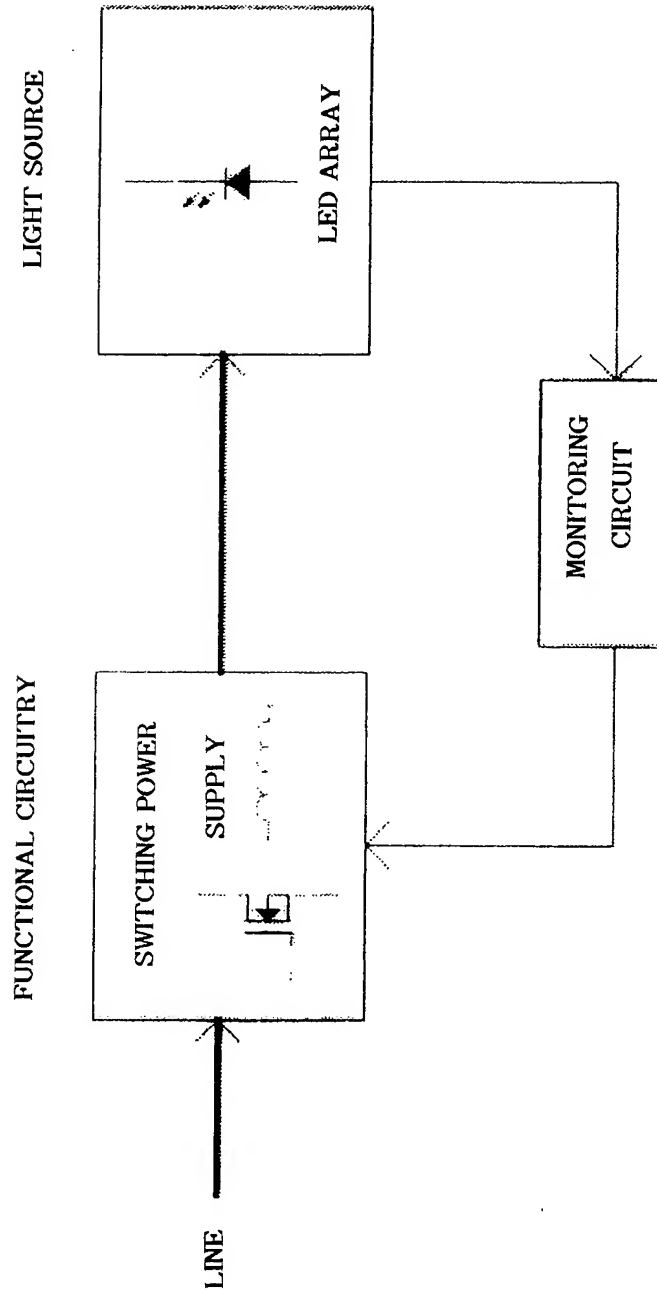 FUNCTIONAL CIRCUITRY
LIGHT SOURCE
LINE
SWITCHING POWER
SUPPLY
LED ARRAY
MONITORING
CIRCUIT